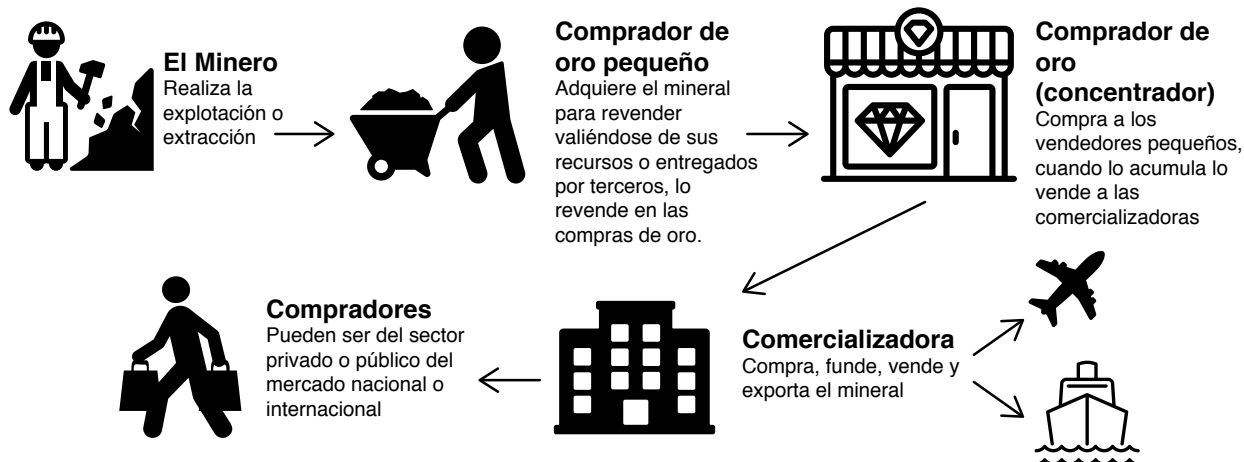 El Minero
Realiza la
explotación o
extracción
Comprador de
oro pequeño
Adquiere el mineral
para revender
valiéndose de sus
recursos o entregados
por terceros, lo
revende en las
compras de oro.
Comprador de
oro
(concentrador)
Compra a los
vendedores pequeños,
cuando lo acumula lo
vende a las
comercializadoras
Compradores
Pueden ser del sector
privado o público del
mercado nacional o
internacional
Comercializadora
Compra, funde, vende y
exporta el mineral